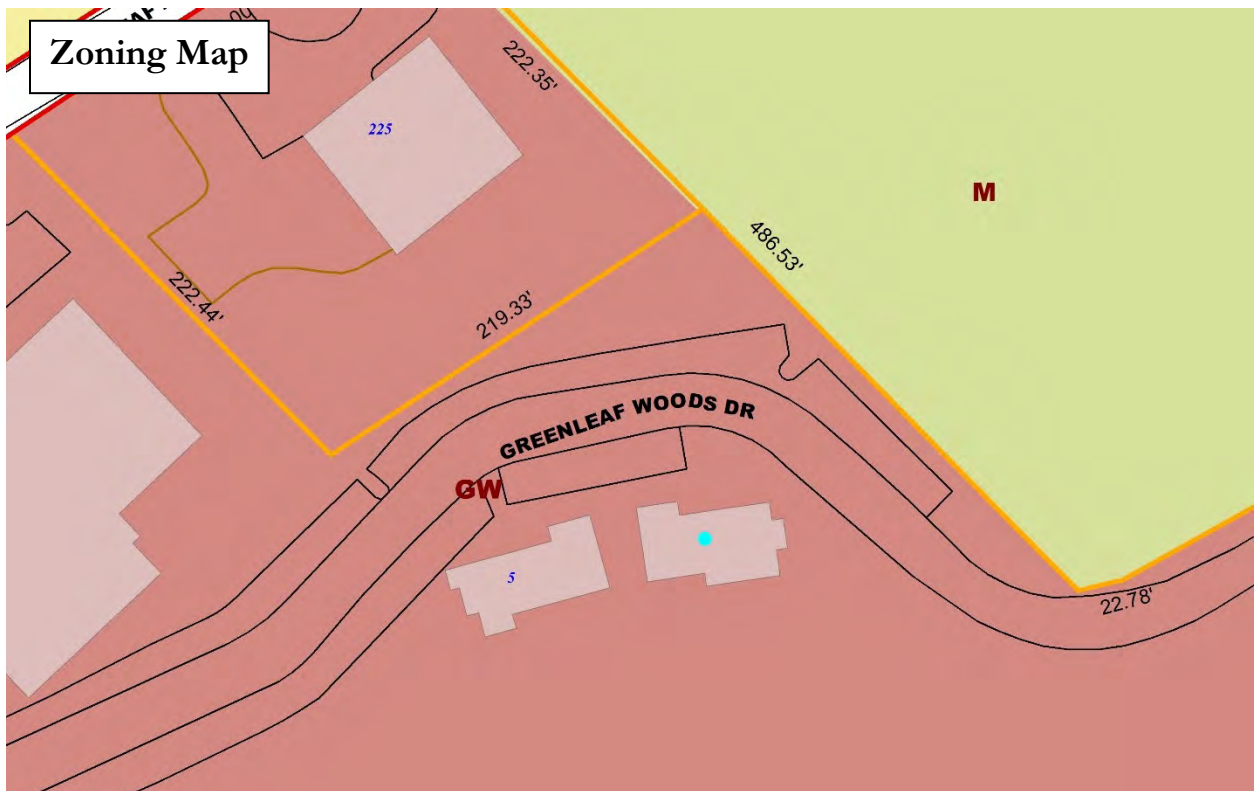 Zoning Map
225
222.35'
M
486.53'
222.44'
219.33'
GREENLEAF WOODS DR
GW
5
22.78'